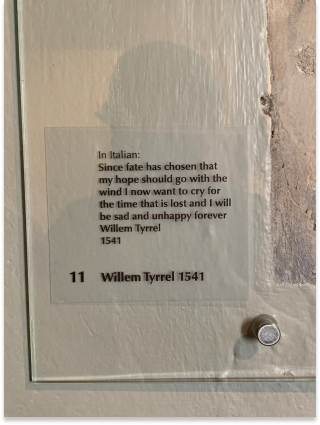 In Italian:
Since fate has chosen that
my hope should go with the
wind I now want to cry for
the time that is lost and I will
be sad and unhappy forever
Willem Tyrrel
1541
11 Willem Tyrrel 1541